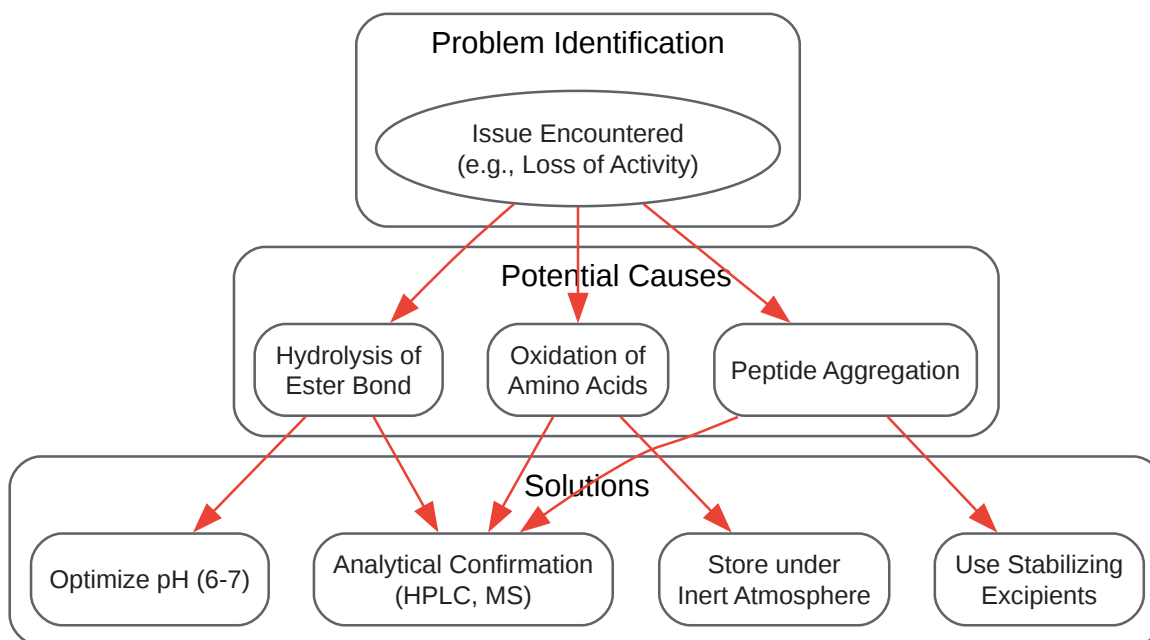 Problem Identification
Issue Encountered
(e.g., Loss of Activity)
Potential Causes
Hydrolysis of
Ester Bond
Oxidation of
Amino Acids
Peptide Aggregation
Solutions
Optimize pH (6-7)
Analytical Confirmation
(HPLC, MS)
Store under
Inert Atmosphere
Use Stabilizing
Excipients